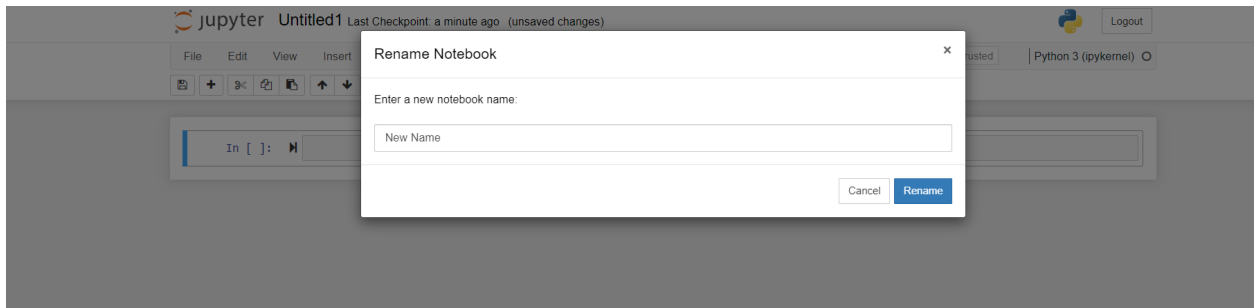 jupyter Untitled1 Last Checkpoint: a minute ago (unsaved changes)
Logout
File Edit View Insert
rusted
Python 3 (ipykernel)
Rename Notebook
×
Enter a new notebook name:
New Name
Cancel Rename
In [ ]: